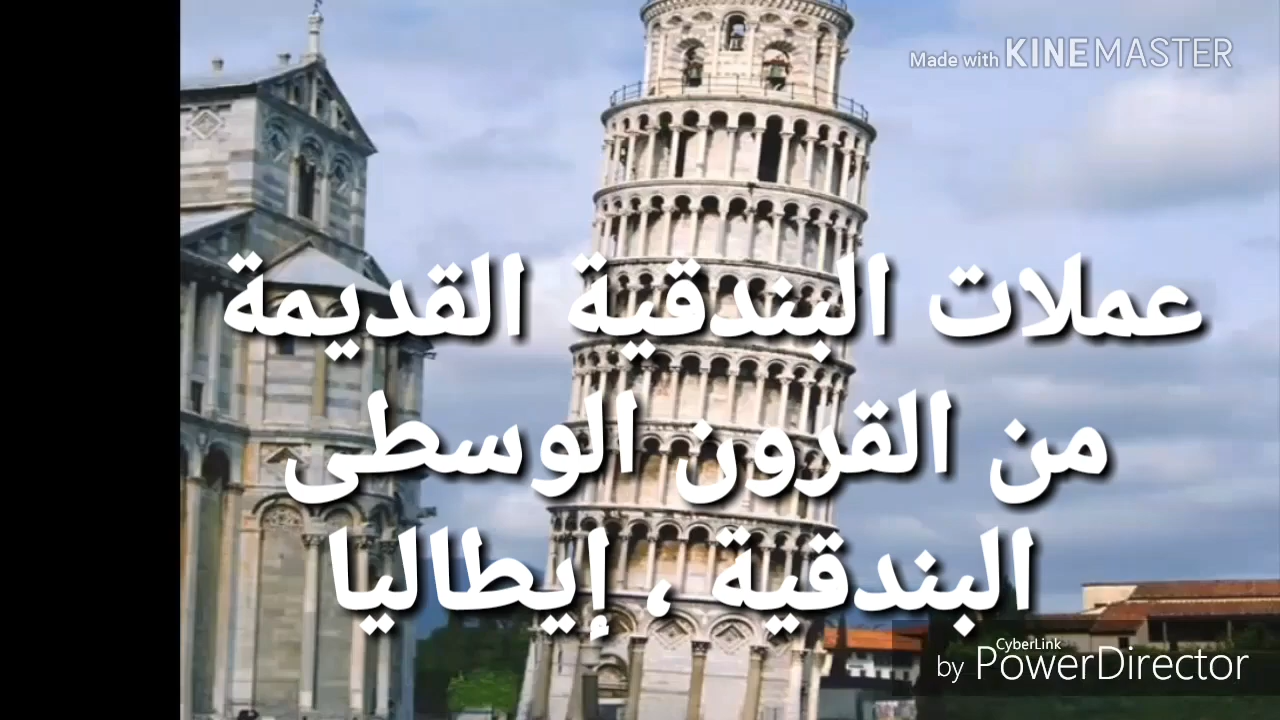 Made with KINEMASTER
عملات البندقية القديمة
من القرون الوسطى
البندقية ، إيطاليا
CyberLink
by PowerDirector